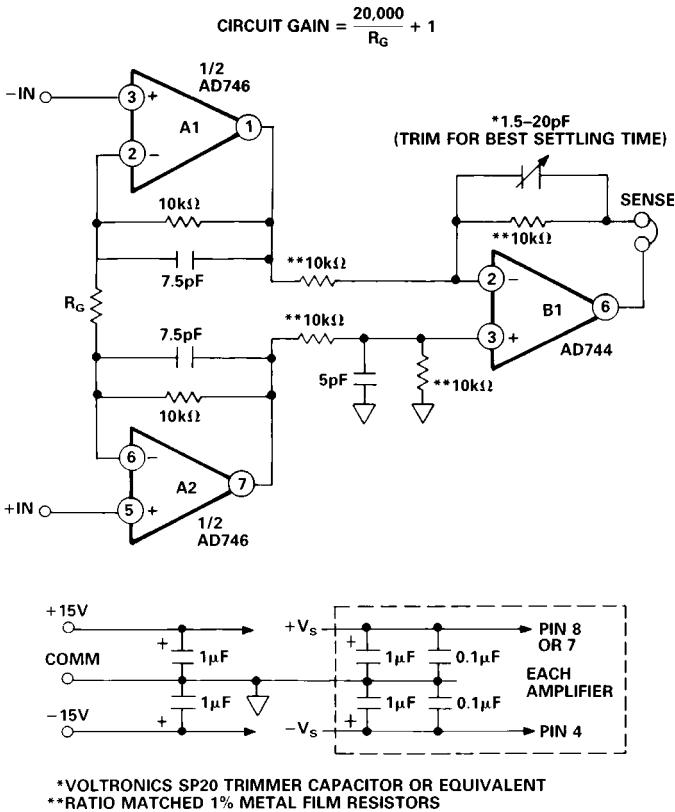 CIRCUIT GAIN = 20,000 / RG + 1
1/2
AD746
−IN
3
+
A1
1
2
−
*1.5–20pF
(TRIM FOR BEST SETTLING TIME)
10kΩ
SENSE
**10kΩ
7.5pF
**10kΩ
2
−
RG
B1
6
7.5pF
**10kΩ
3
+
AD744
5pF
**10kΩ
10kΩ
6
−
A2
7
+IN
5
+
1/2
AD746
+15V
+VS
PIN 8
OR 7
+
1μF
+
1μF
0.1μF
COMM
EACH
AMPLIFIER
1μF
+
1μF
+
0.1μF
−15V
−VS
PIN 4
*VOLTRONICS SP20 TRIMMER CAPACITOR OR EQUIVALENT
**RATIO MATCHED 1% METAL FILM RESISTORS